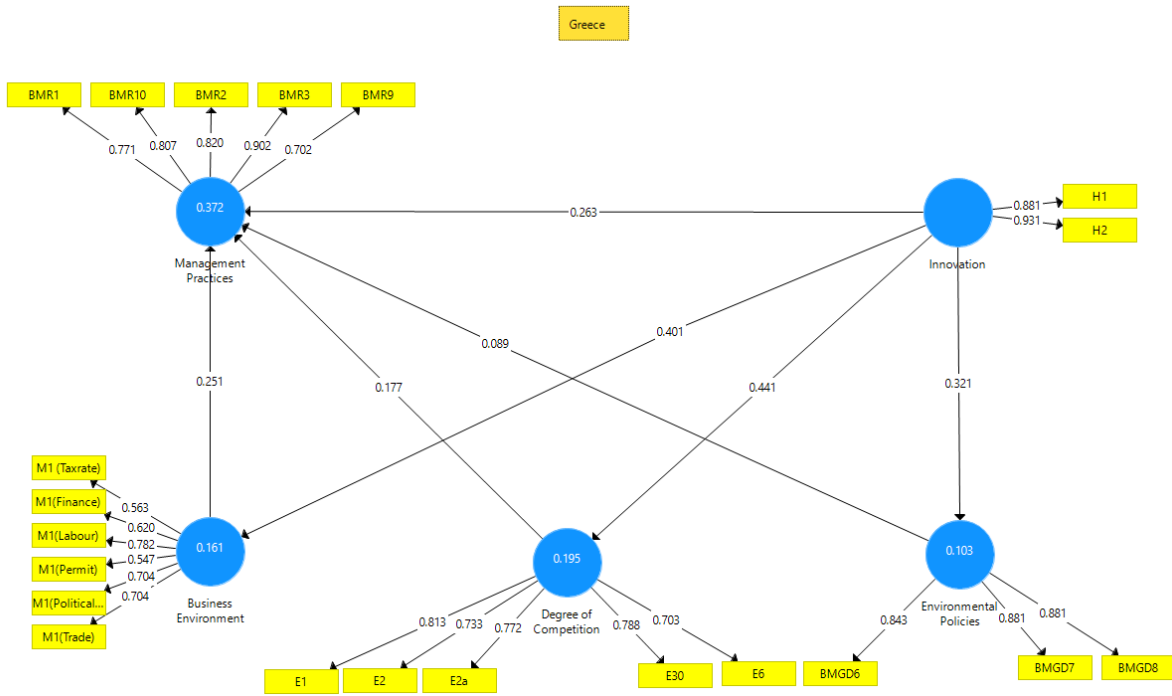 Greece
BMR1
BMR10
BMR2
BMR3
BMR9
0.771
0.807
0.820
0.902
0.702
0.372
Management
Practices
0.263
Innovation
0.881
0.931
H1
H2
0.401
0.089
0.441
0.321
0.177
0.251
M1 (Taxrate)
M1(Finance)
M1(Labour)
M1(Permit)
M1(Political...
M1(Trade)
0.563
0.620
0.782
0.547
0.704
0.704
0.161
Business
Environment
0.195
Degree of
Competition
0.813
0.733
0.772
0.788
0.703
E1
E2
E2a
E30
E6
0.103
Environmental
Policies
0.843
0.881
0.881
BMGD6
BMGD7
BMGD8